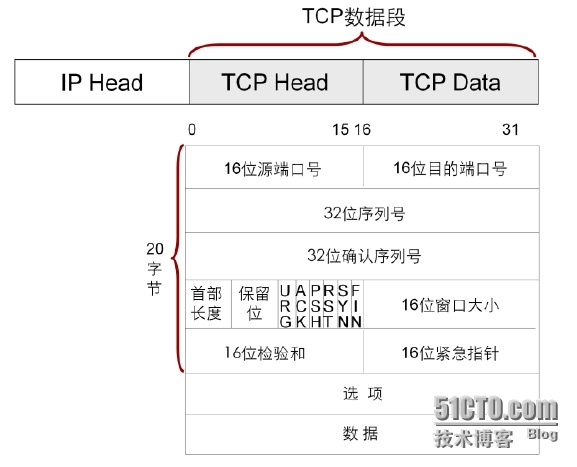 TCP数据段
IP Head TCP Head TCP Data
0 15 16 31
16位源端口号 16位目的端口号
32位序列号
32位确认序列号
20字节
首部长度 保留位 URG ACK PSH RST SYN FIN 16位窗口大小
16位检验和 16位紧急指针
选 项
数 据
51CTO.com
技术博客 Blog